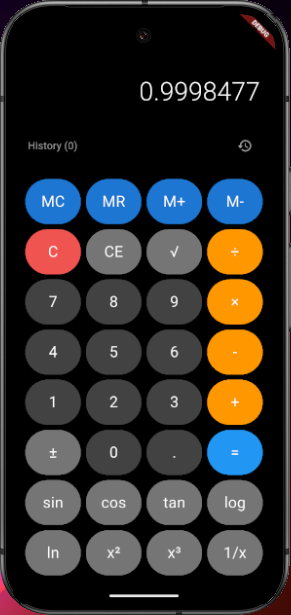 DEBUG
0.9998477
History (0)
MC MR M+ M-
C CE √ ÷
7 8 9 ×
4 5 6 -
1 2 3 +
± 0 . =
sin cos tan log
ln x² x³ 1/x